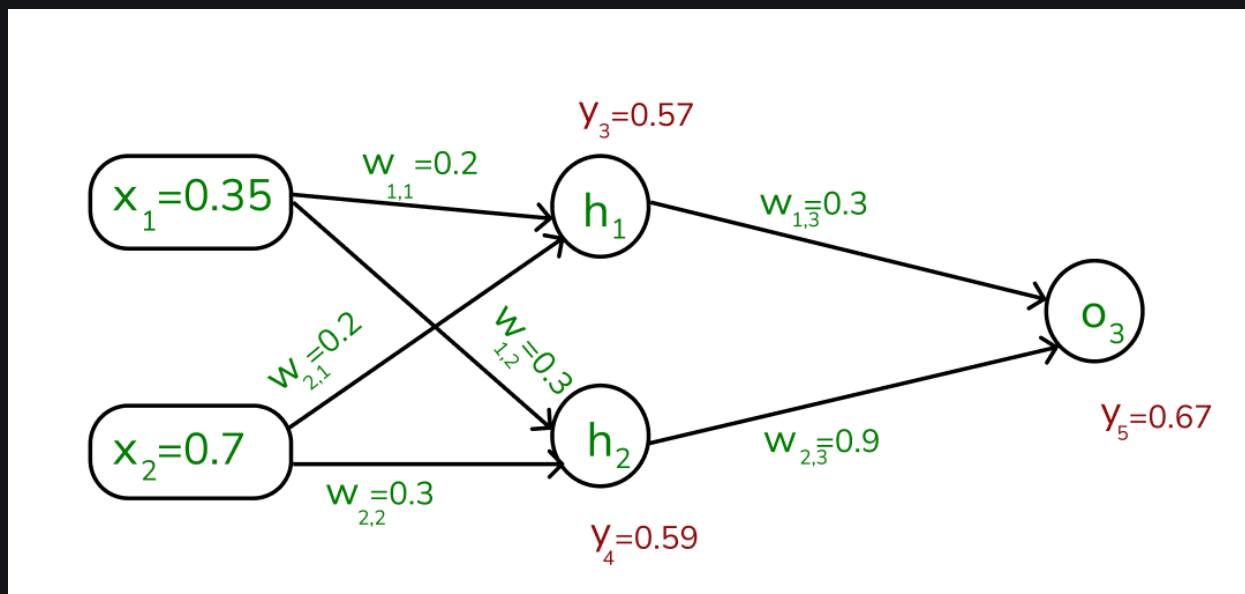 y3=0.57
w1,1=0.2
x1=0.35
h1
w1,3=0.3
w2,1=0.2
w1,2=0.3
o3
x2=0.7
h2
w2,3=0.9
y5=0.67
w2,2=0.3
y4=0.59